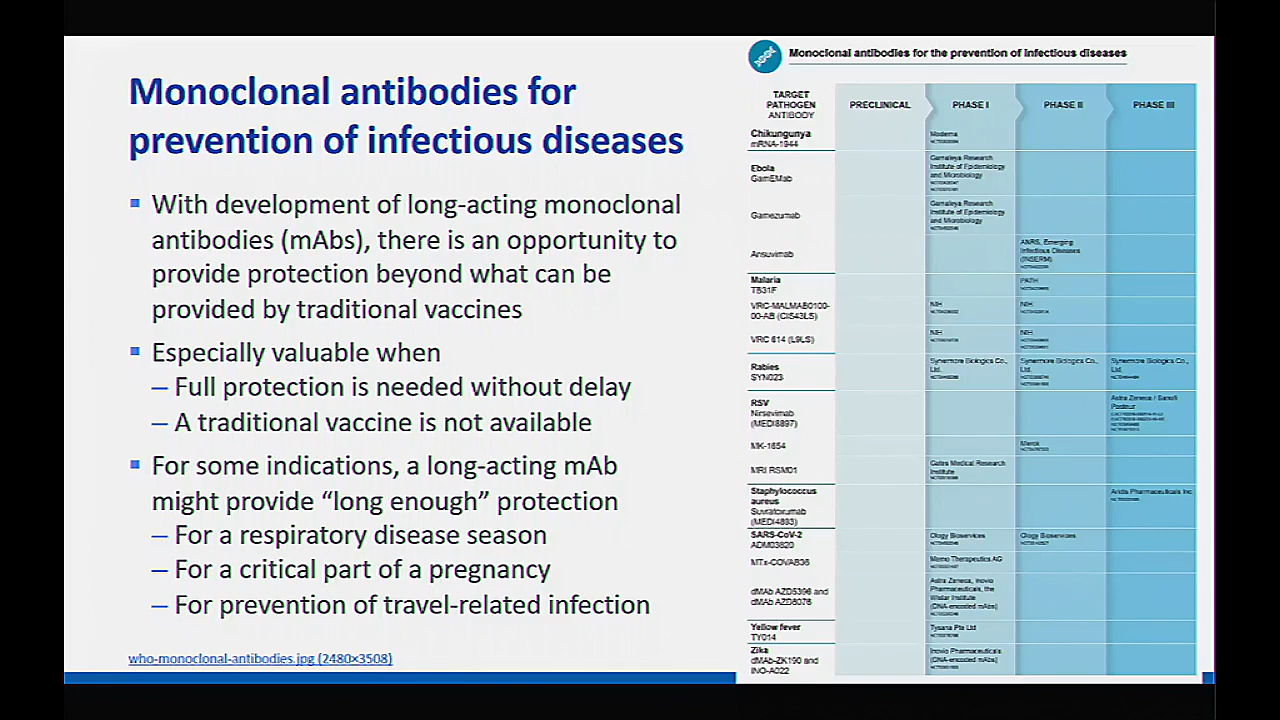 Monoclonal antibodies for
prevention of infectious diseases
With development of long-acting monoclonal
antibodies (mAbs), there is an opportunity to
provide protection beyond what can be
provided by traditional vaccines
Especially valuable when
– Full protection is needed without delay
– A traditional vaccine is not available
For some indications, a long-acting mAb
might provide “long enough” protection
– For a respiratory disease season
– For a critical part of a pregnancy
– For prevention of travel-related infection
who-monoclonal-antibodies.jpg (2480×3508)
Monoclonal antibodies for the prevention of infectious diseases
TARGET
PATHOGEN
ANTIBODY
PRECLINICAL
PHASE I
PHASE II
PHASE III
Chikungunya
mRNA-1944
Moderna
Ebola
GamEMab
Gamaleya Research
Institute of Epidemiology
and Microbiology
Gamezumab
Gamaleya Research
Institute of Epidemiology
and Microbiology
Ansuvimab
ANRS, Emerging
Infectious Diseases
(INSERM)
Malaria
TB31F
PATH
VRC-MALMAB0100-
00-AB (CIS43LS)
NIH
NIH
VRC 614 (L9LS)
NIH
NIH
Rabies
SYN023
Synermore Biologics Co.,
Ltd.
Synermore Biologics Co.,
Ltd.
Synermore Biologics Co.,
Ltd.
RSV
Nirsevimab
(MEDI8897)
Astra Zeneca / Sanofi
Pasteur
MK-1654
Merck
MRI RSM01
Gates Medical Research
Institute
Staphylococcus
aureus
Suvratoxumab
(MEDI4893)
Aridis Pharmaceuticals Inc
SARS-CoV-2
ADM03820
Ology Bioservices
Ology Bioservices
MTx-COVAB36
Memo Therapeutics AG
dMAb AZD5396 and
dMAb AZD8076
Astra Zeneca, Inovio
Pharmaceuticals, the
Wistar Institute
(DNA-encoded mAbs)
Yellow fever
TY014
Tysana Pte Ltd
Zika
dMAb-ZK190 and
INO-A022
Inovio Pharmaceuticals
(DNA-encoded mAbs)